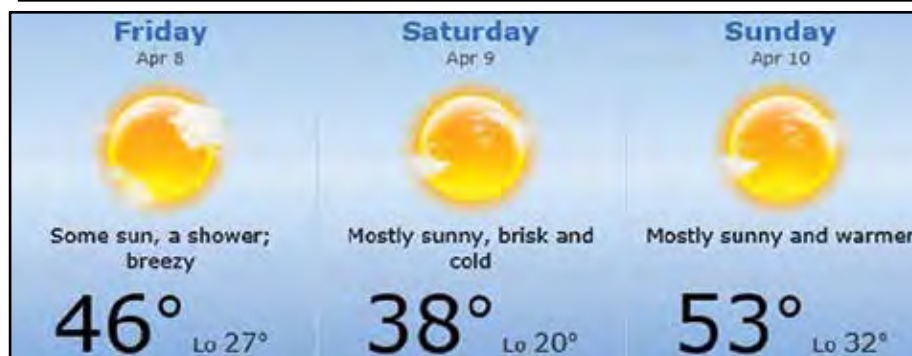 Friday
Apr 8
Some sun, a shower;
breezy
46° Lo 27°
Saturday
Apr 9
Mostly sunny, brisk and
cold
38° Lo 20°
Sunday
Apr 10
Mostly sunny and warmer
53° Lo 32°